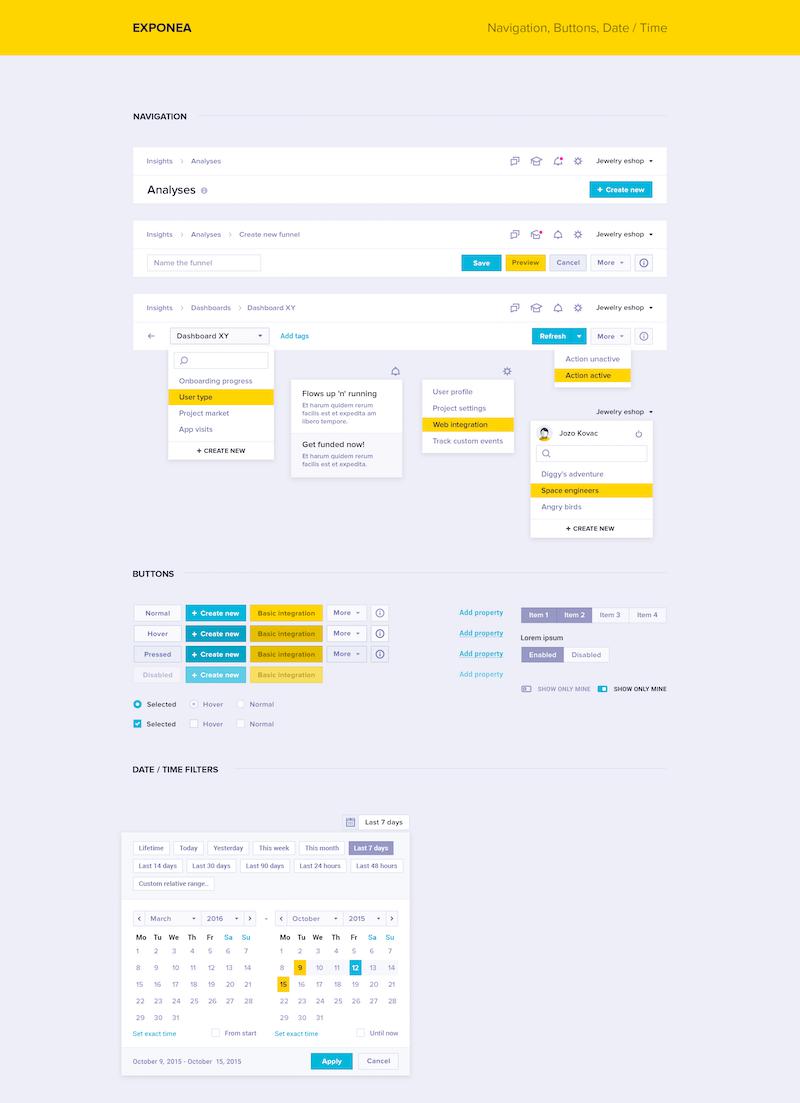 EXPONEA
Navigation, Buttons, Date / Time
NAVIGATION
Insights > Analyses
Jewelry eshop
Analyses
+ Create new
Insights > Analyses > Create new funnel
Jewelry eshop
Name the funnel
Save
Preview
Cancel
More
Insights > Dashboards > Dashboard XY
Jewelry eshop
Dashboard XY
Add tags
Refresh
More
Onboarding progress
User type
Project market
App visits
+ CREATE NEW
Flows up 'n' running
Et harum quidem rerum
facilis est et expedita am
libero tempore.
Get funded now!
Et harum quidem rerum
facilis est et expedita.
User profile
Project settings
Web integration
Track custom events
Action unactive
Action active
Jewelry eshop
Jozo Kovac
Diggy's adventure
Space engineers
Angry birds
+ CREATE NEW
BUTTONS
Normal
+ Create new
Basic integration
More
Hover
+ Create new
Basic integration
More
Pressed
+ Create new
Basic integration
More
Disabled
+ Create new
Basic integration
Selected
Hover
Normal
Selected
Hover
Normal
Add property
Add property
Add property
Add property
Item 1
Item 2
Item 3
Item 4
Lorem ipsum
Enabled
Disabled
SHOW ONLY MINE
SHOW ONLY MINE
DATE / TIME FILTERS
Last 7 days
Lifetime
Today
Yesterday
This week
This month
Last 7 days
Last 14 days
Last 30 days
Last 90 days
Last 24 hours
Last 48 hours
Custom relative range..
March
2016
-
October
2015
Mo Tu We Th Fr Sa Su
1 2 3 4 5 6 7
8 9 10 11 12 13 14
15 16 17 18 19 20 21
22 23 24 25 26 27 28
29 30 31
Set exact time
From start
Mo Tu We Th Fr Sa Su
1 2 3 4 5 6 7
8 9 10 11 12 13 14
15 16 17 18 19 20 21
22 23 24 25 26 27 28
29 30 31
Set exact time
Until now
October 9, 2015 - October 15, 2015
Apply
Cancel